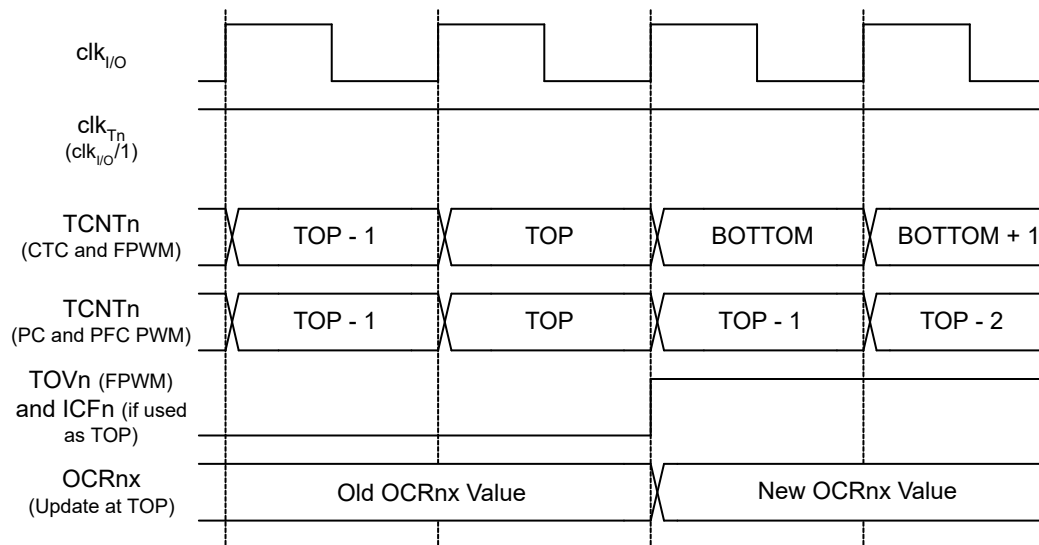 clkI/O
clkTn
(clkI/O/1)
TCNTn
(CTC and FPWM)
TOP - 1 TOP BOTTOM BOTTOM + 1
TCNTn
(PC and PFC PWM)
TOP - 1 TOP TOP - 1 TOP - 2
TOVn (FPWM)
and ICFn (if used
as TOP)
OCRnx
(Update at TOP)
Old OCRnx Value New OCRnx Value